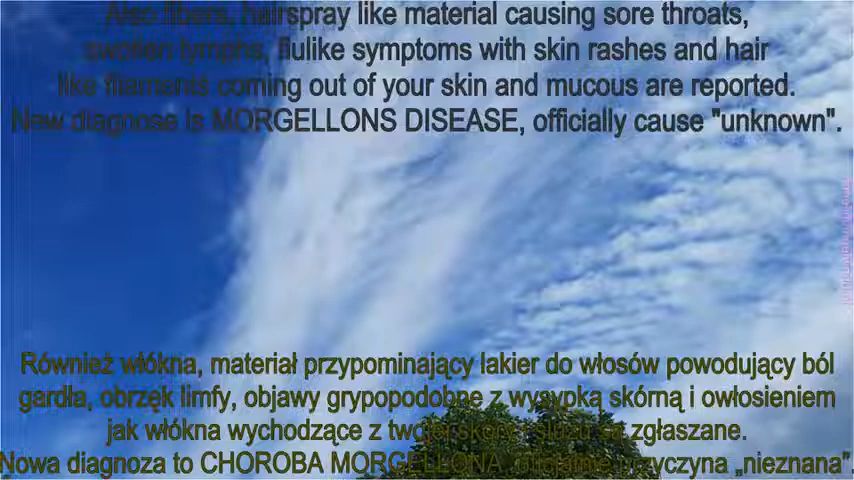 Also fibers, hairspray like material causing sore throats,
swollen lymphs, flulike symptoms with skin rashes and hair
like filaments coming out of your skin and mucous are reported.
New diagnose is MORGELLONS DISEASE, officially cause "unknown".
Również włókna, materiał przypominający lakier do włosów powodujący ból
gardła, obrzęk limfy, objawy grypopodobne z wysypką skórną i owłosieniem
jak włókna wychodzące z twojej skóry i śluzu są zgłaszane.
Nowa diagnoza to CHOROBA MORGELLONA, oficjalnie przyczyna „nieznana”.